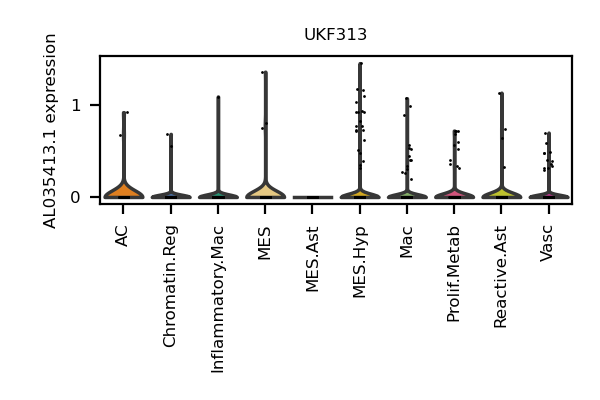 UKF313
AL035413.1 expression
1
0
AC
Chromatin.Reg
Inflammatory.Mac
MES
MES.Ast
MES.Hyp
Mac
Prolif.Metab
Reactive.Ast
Vasc